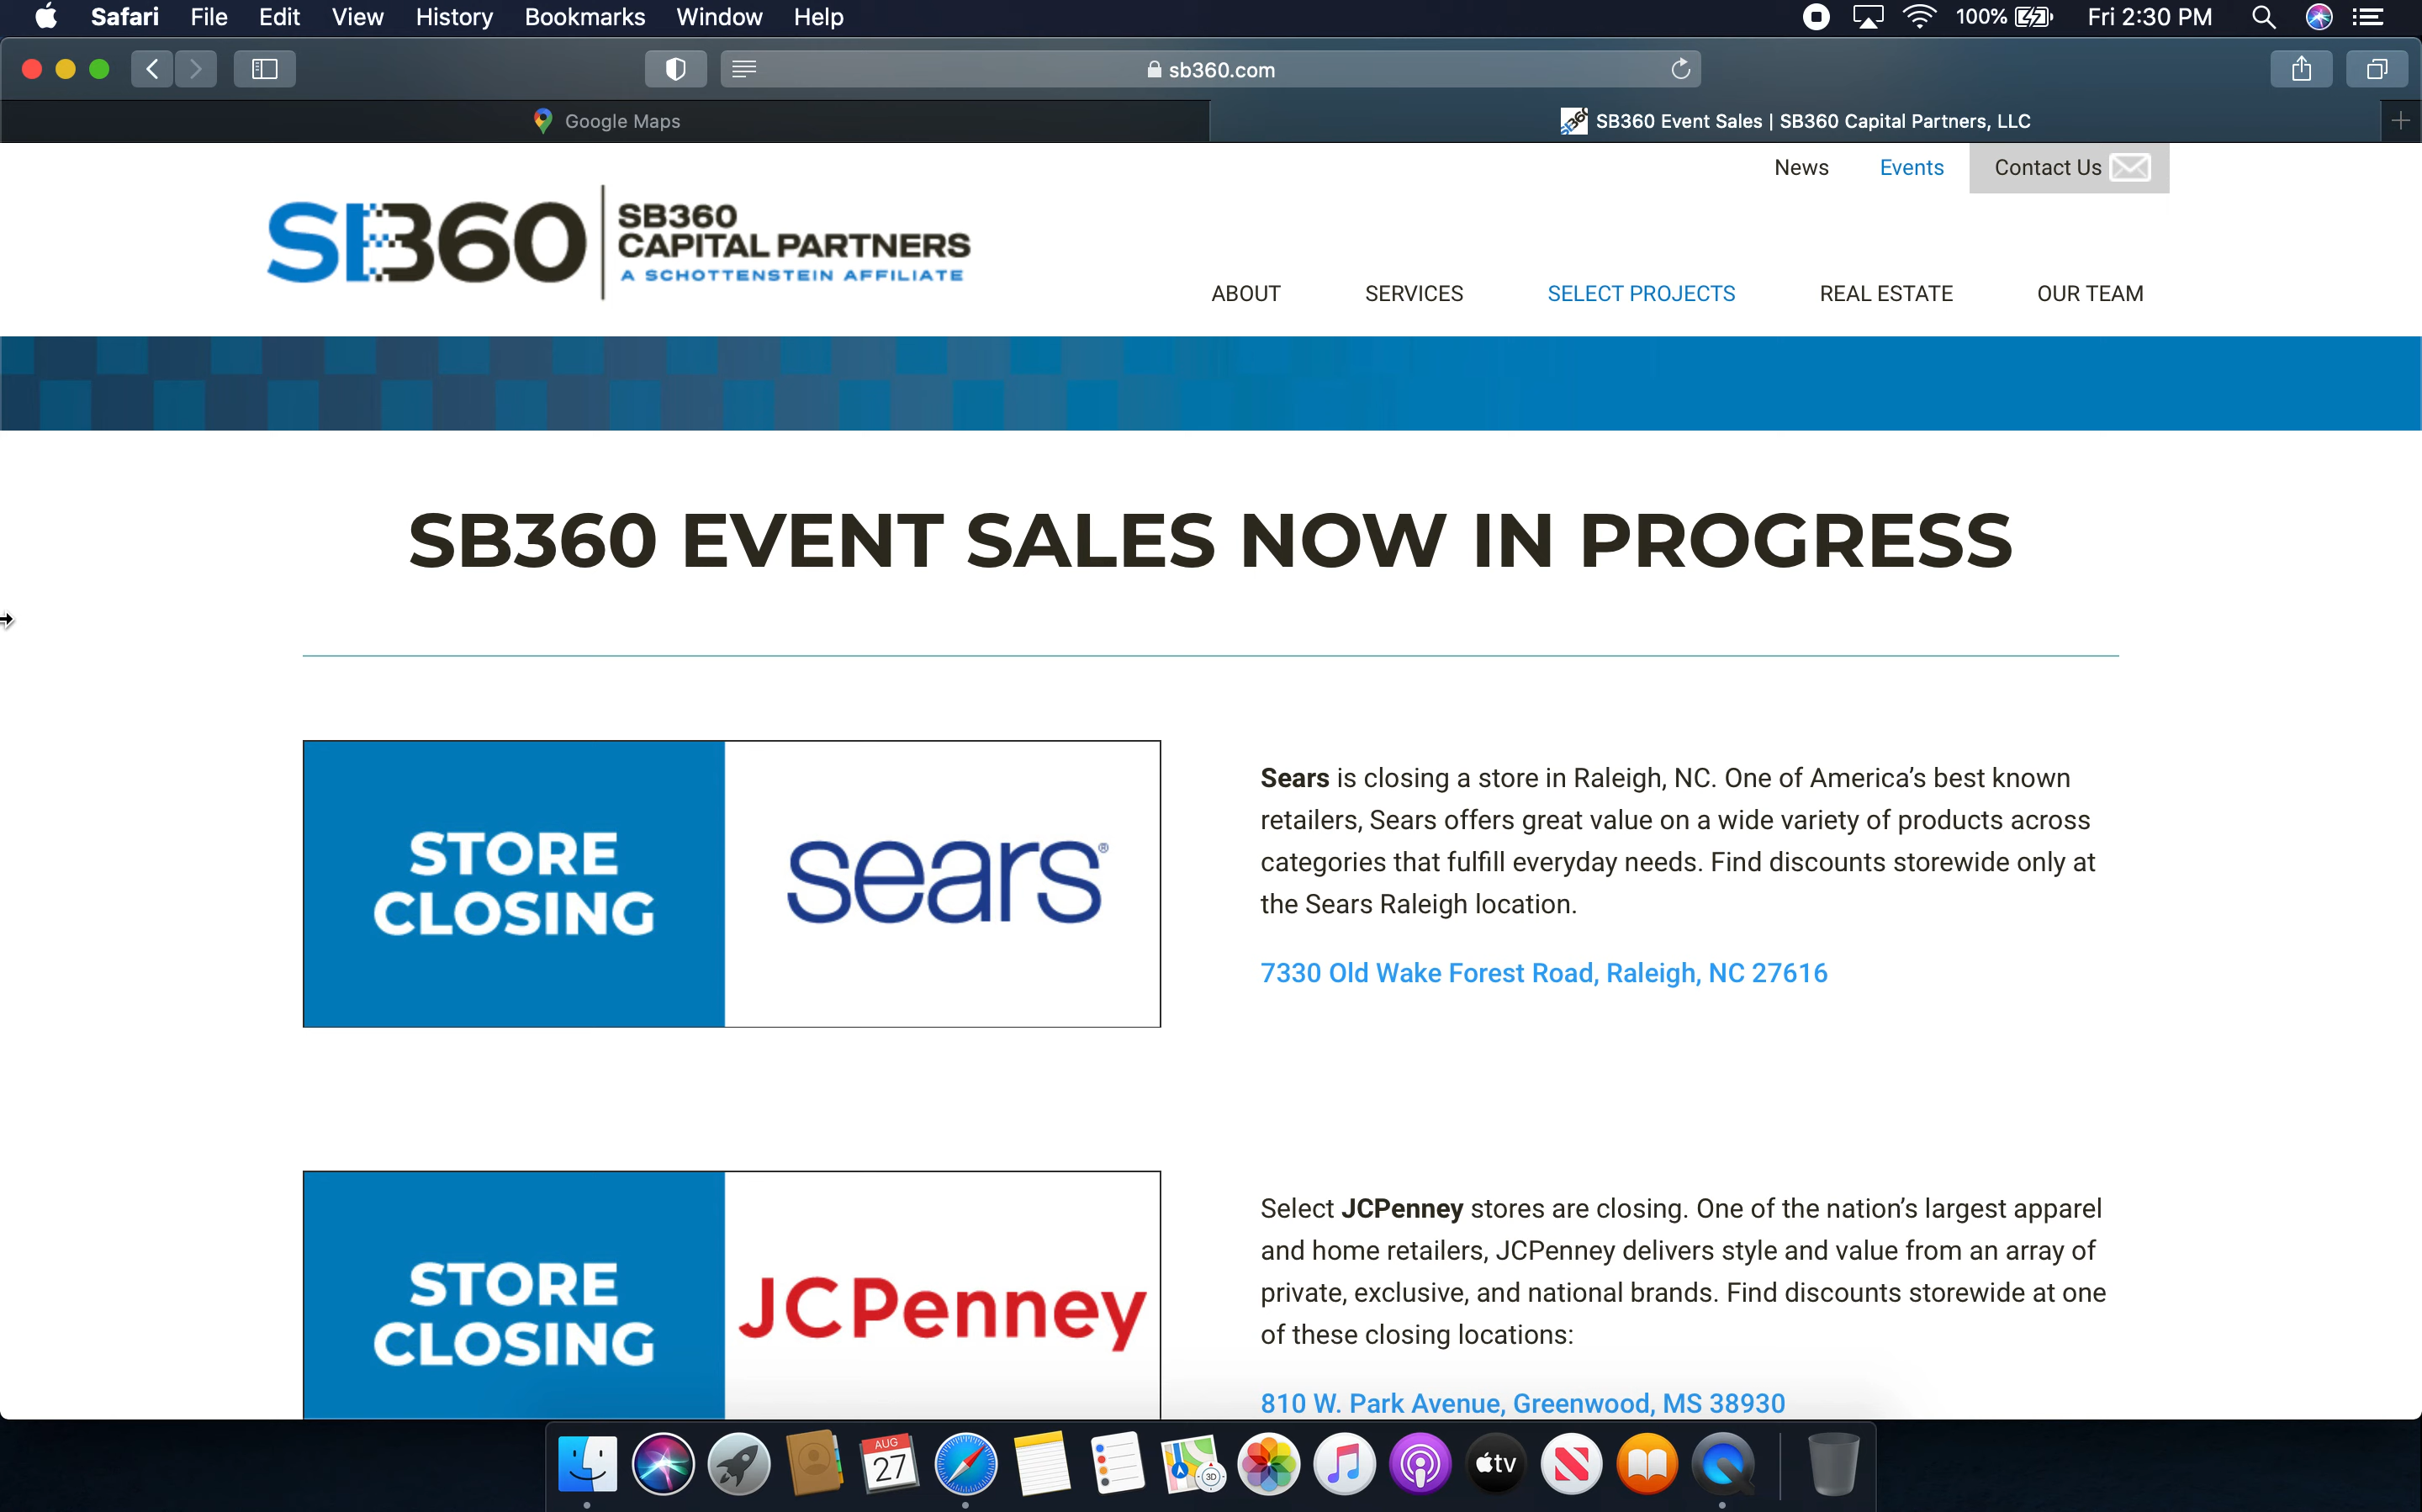 Safari File Edit View History Bookmarks Window Help 100% Fri 2:30 PM
sb360.com
Google Maps SB360 Event Sales | SB360 Capital Partners, LLC
News Events Contact Us
SB360
SB360
CAPITAL PARTNERS
A SCHOTTENSTEIN AFFILIATE
ABOUT SERVICES SELECT PROJECTS REAL ESTATE OUR TEAM
SB360 EVENT SALES NOW IN PROGRESS
STORE
CLOSING
sears®
Sears is closing a store in Raleigh, NC. One of America’s best known
retailers, Sears offers great value on a wide variety of products across
categories that fulfill everyday needs. Find discounts storewide only at
the Sears Raleigh location.
7330 Old Wake Forest Road, Raleigh, NC 27616
STORE
CLOSING
JCPenney
Select JCPenney stores are closing. One of the nation’s largest apparel
and home retailers, JCPenney delivers style and value from an array of
private, exclusive, and national brands. Find discounts storewide at one
of these closing locations:
810 W. Park Avenue, Greenwood, MS 38930
AUG
27
3D
tv